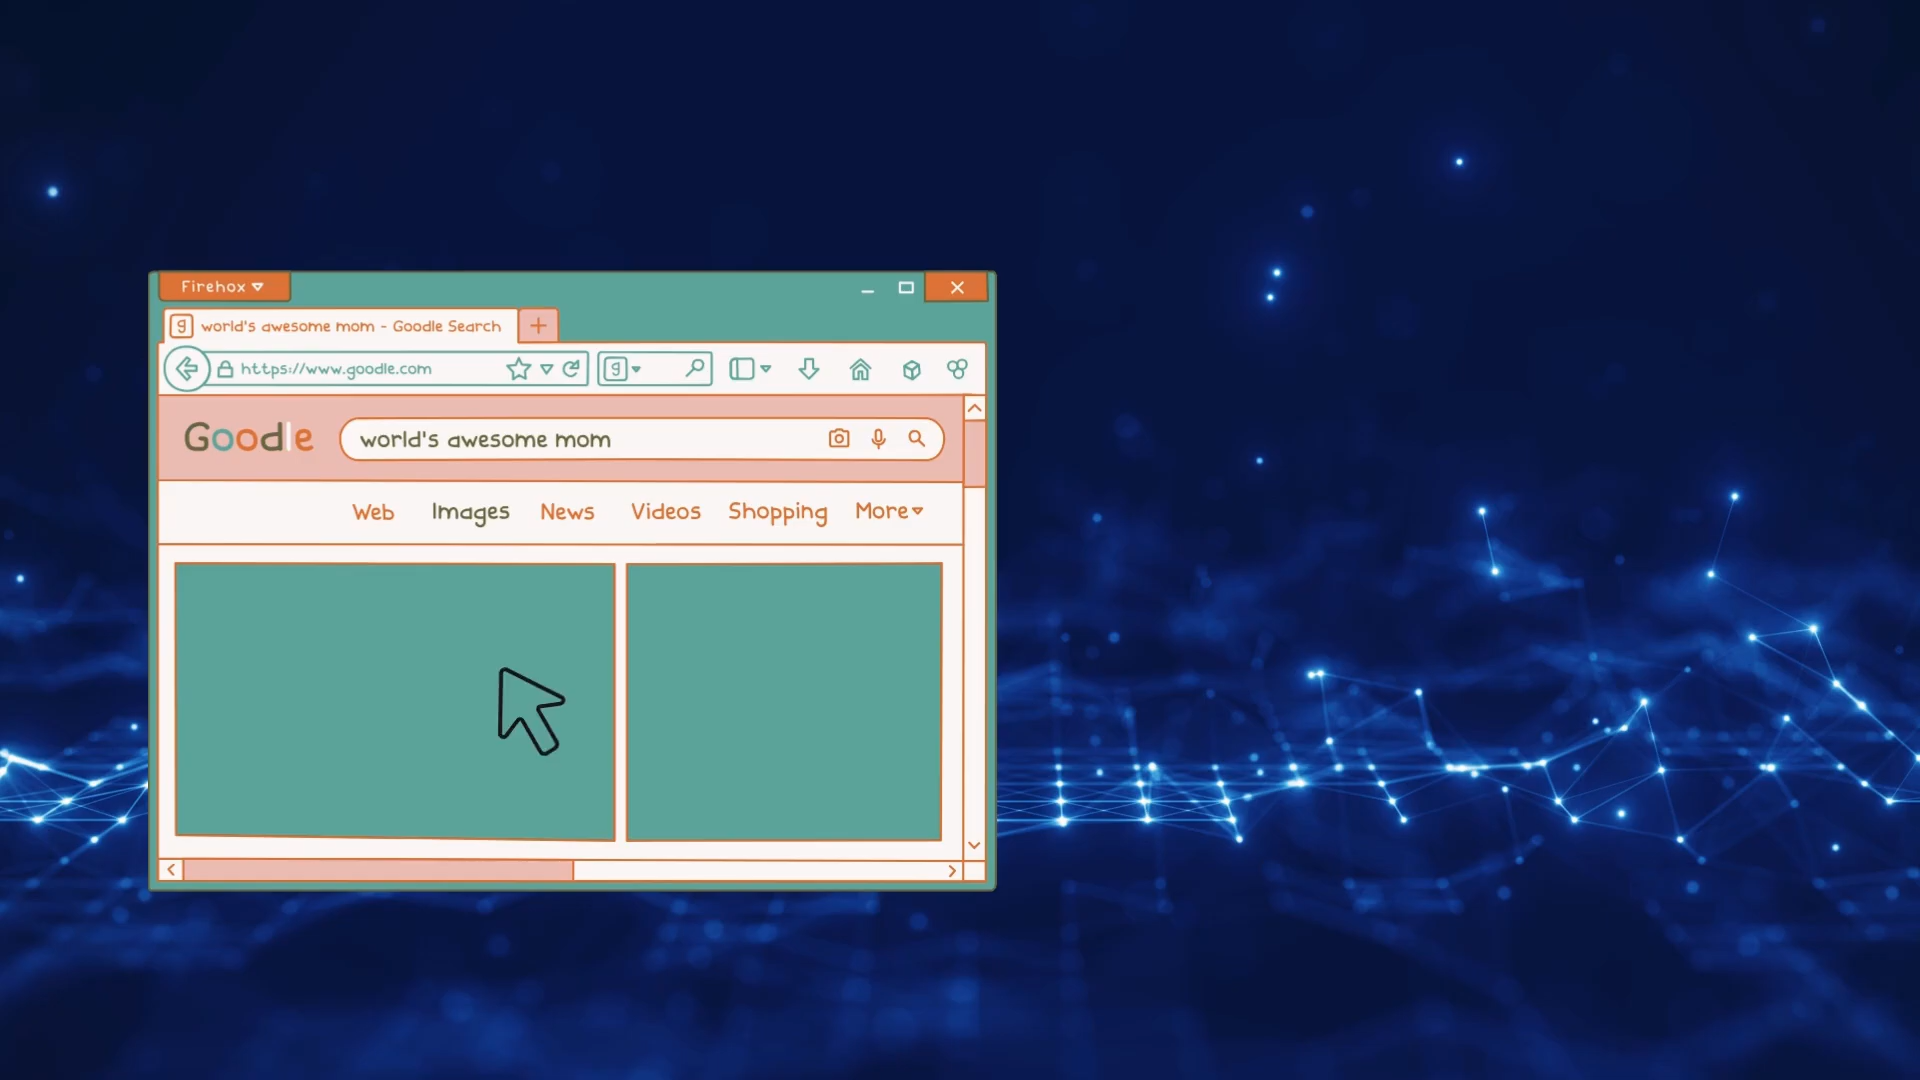 Firehox
g world's awesome mom - Goodle Search +
https://www.goodle.com g
Goodle world's awesome mom
Web Images News Videos Shopping More